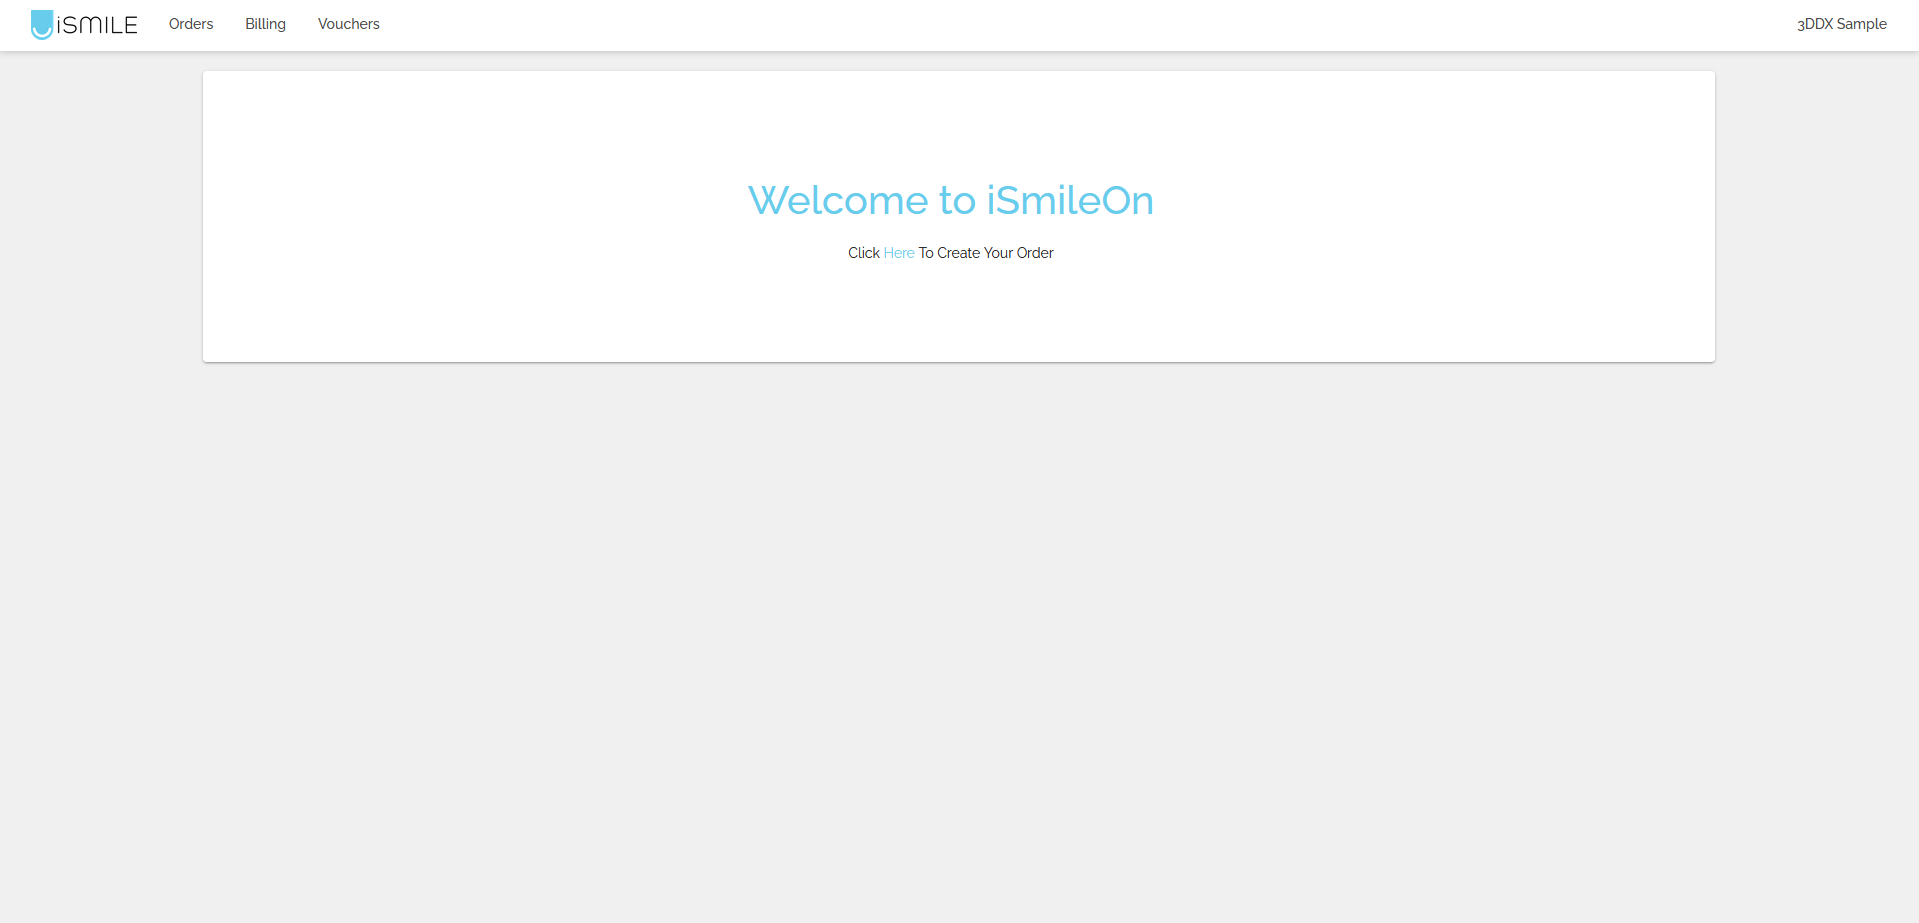 iSMILE Orders Billing Vouchers 3DDX Sample
Welcome to iSmileOn
Click Here To Create Your Order